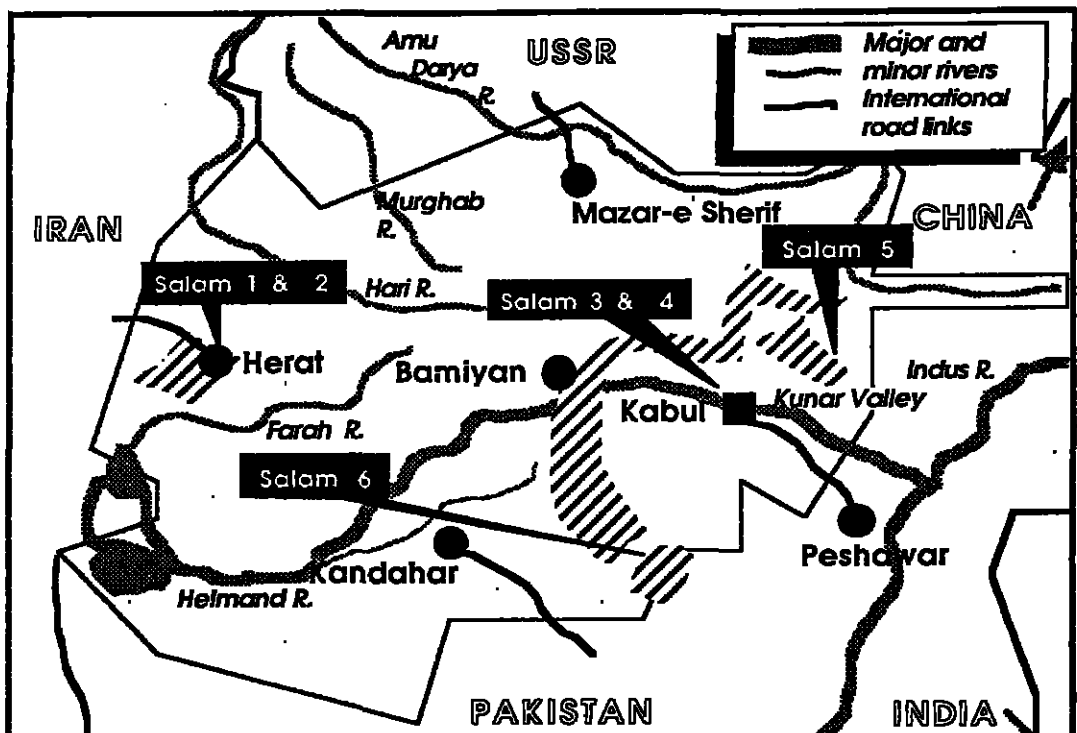 Amu
Darya
R.
USSR
Major and
minor rivers
International
road links
IRAN
Murghab
R.
Mazar-e Sherif
CHINA
Salam 5
Salam 1 & 2
Hari R.
Salam 3 & 4
Herat
Bamiyan
Indus R.
Kabul
Kunar Valley
Farah R.
Salam 6
Kandahar
Peshawar
Helmand R.
PAKISTAN
INDIA